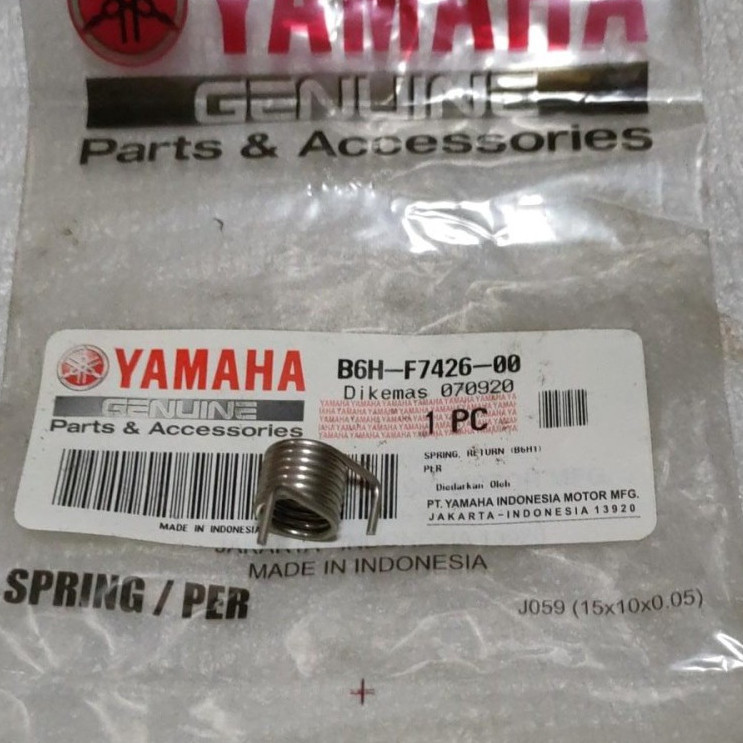 YAMAHA
GENUINE
Parts & Accessories
YAMAHA
GENUINE
Parts & Accessories
B6H-F7426-00
Dikemas 070920
1 PC
SPRING, RETURN (B6H1)
PER
Diedarkan Oleh
PT. YAMAHA INDONESIA MOTOR MFG.
JAKARTA-INDONESIA 13920
MADE IN INDONESIA
MADE IN INDONESIA
SPRING / PER
J059 (15x10x0.05)